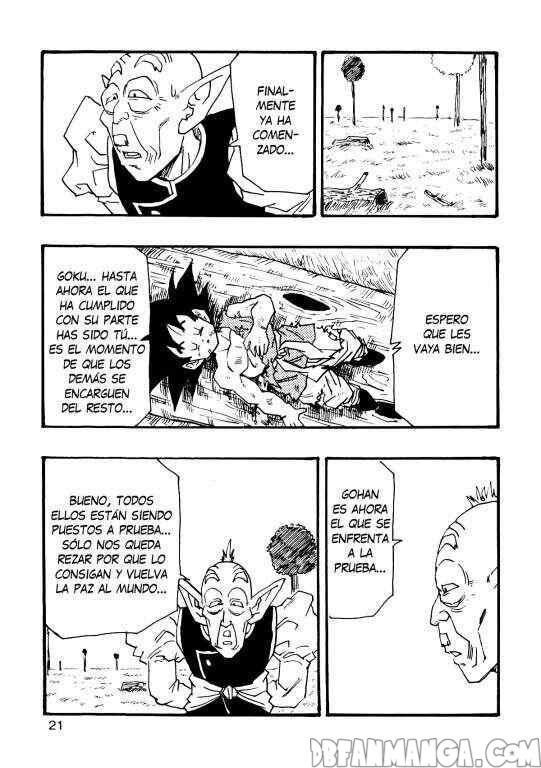 FINAL-
MENTE
YA HA
COMEN-
ZADO...
GOKU... HASTA
AHORA EL QUE
HA CUMPLIDO
CON SU PARTE
HAS SIDO TÚ...
ES EL MOMENTO
DE QUE LOS
DEMÁS SE
ENCARGUEN
DEL RESTO...
ESPERO
QUE LES
VAYA BIEN...
BUENO, TODOS
ELLOS ESTÁN SIENDO
PUESTOS A PRUEBA...
SÓLO NOS QUEDA
REZAR POR QUE LO
CONSIGAN Y VUELVA
LA PAZ AL MUNDO...
GOHAN
ES AHORA
EL QUE SE
ENFRENTA
A LA
PRUEBA...
21
DBFANMANGA.COM